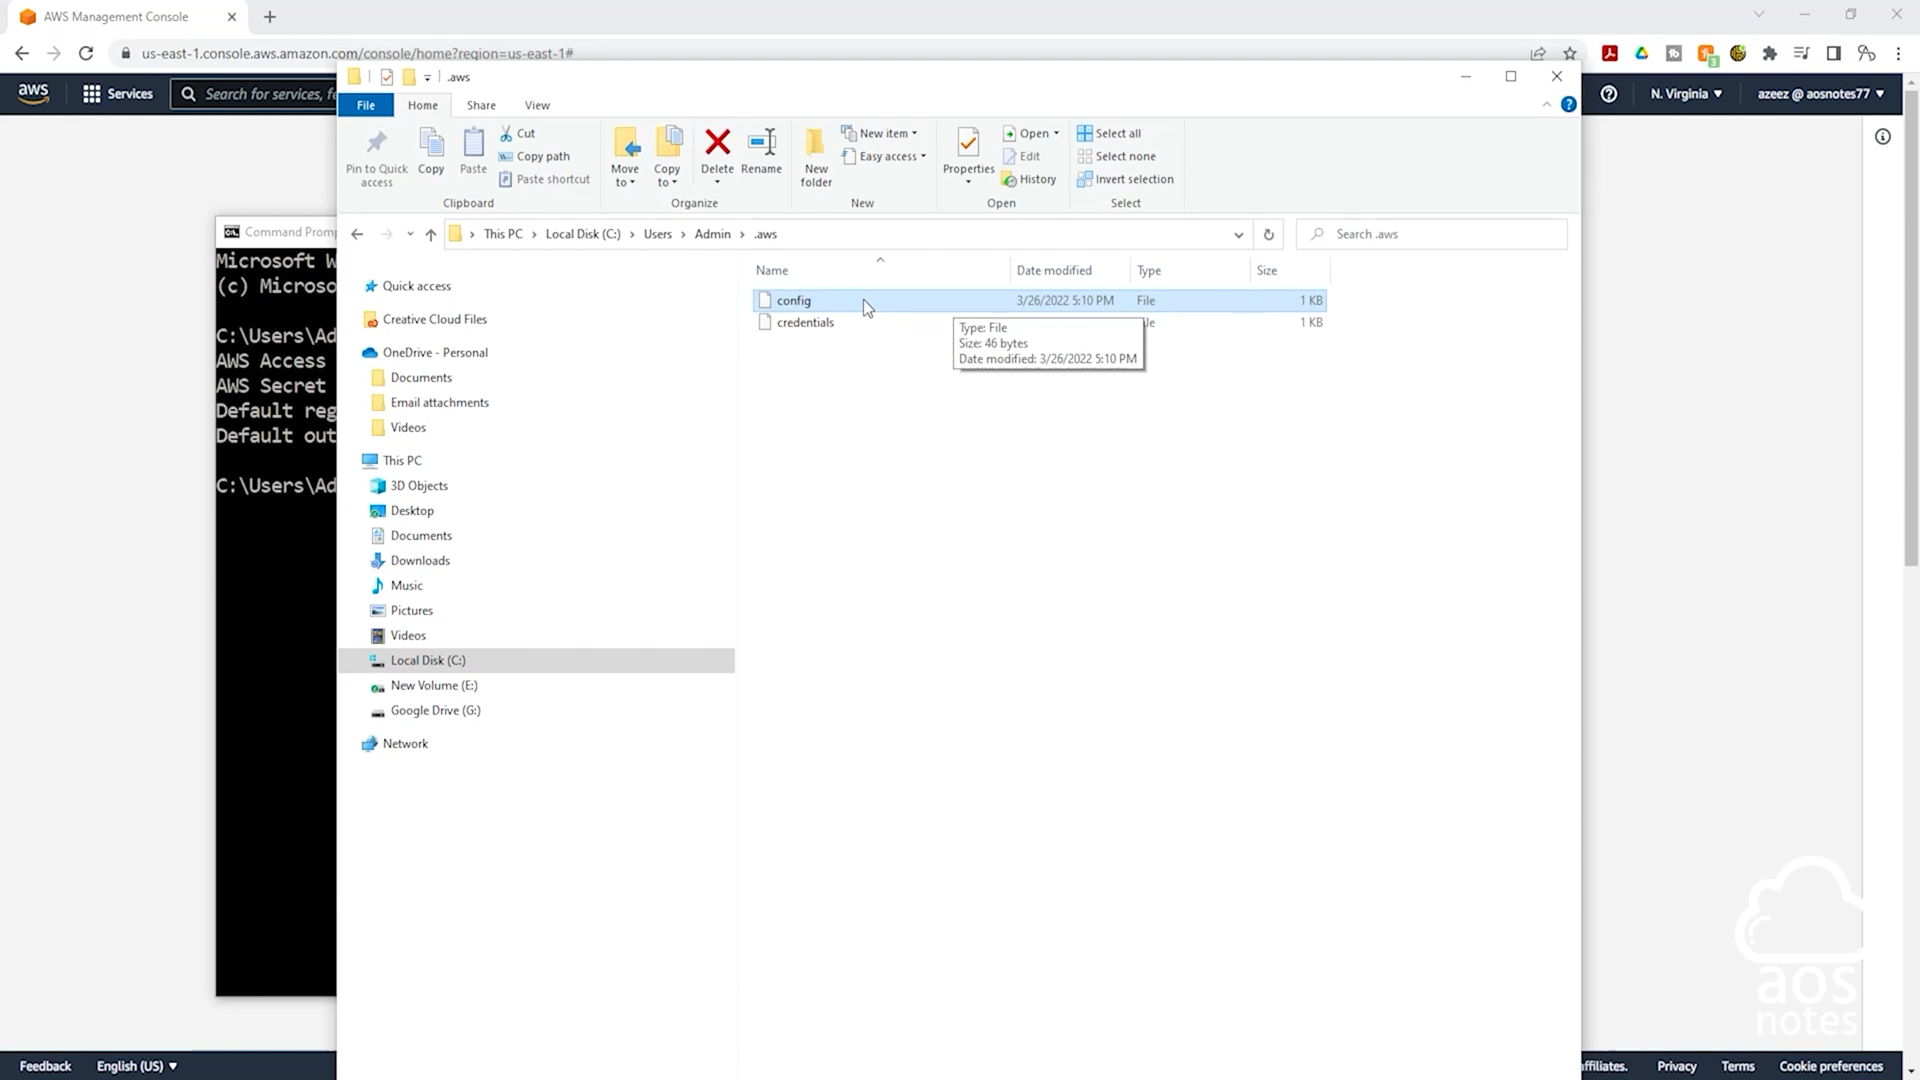 AWS Management Console
us-east-1.console.aws.amazon.com/console/home?region=us-east-1#
3
aws
Services
Search for services, fe
N. Virginia
azeez @ aosnotes77
.aws
File
Home
Share
View
Pin to Quick access
Copy
Paste
Cut
Copy path
Paste shortcut
Clipboard
Move to
Copy to
Delete
Rename
Organize
New folder
New item
Easy access
New
Properties
Open
Edit
History
Open
Select all
Select none
Invert selection
Select
This PC > Local Disk (C:) > Users > Admin > .aws
Search .aws
Name
Date modified
Type
Size
config
3/26/2022 5:10 PM
File
1 KB
credentials
1 KB
Type: File
Size: 46 bytes
Date modified: 3/26/2022 5:10 PM
Quick access
Creative Cloud Files
OneDrive - Personal
Documents
Email attachments
Videos
This PC
3D Objects
Desktop
Documents
Downloads
Music
Pictures
Videos
Local Disk (C:)
New Volume (E:)
Google Drive (G:)
Network
Command Promp
Microsoft W
(c) Microso
C:\Users\Ad
AWS Access
AWS Secret
Default reg
Default out
C:\Users\Ad
aos
notes
Feedback
English (US)
ffiliates.
Privacy
Terms
Cookie preferences